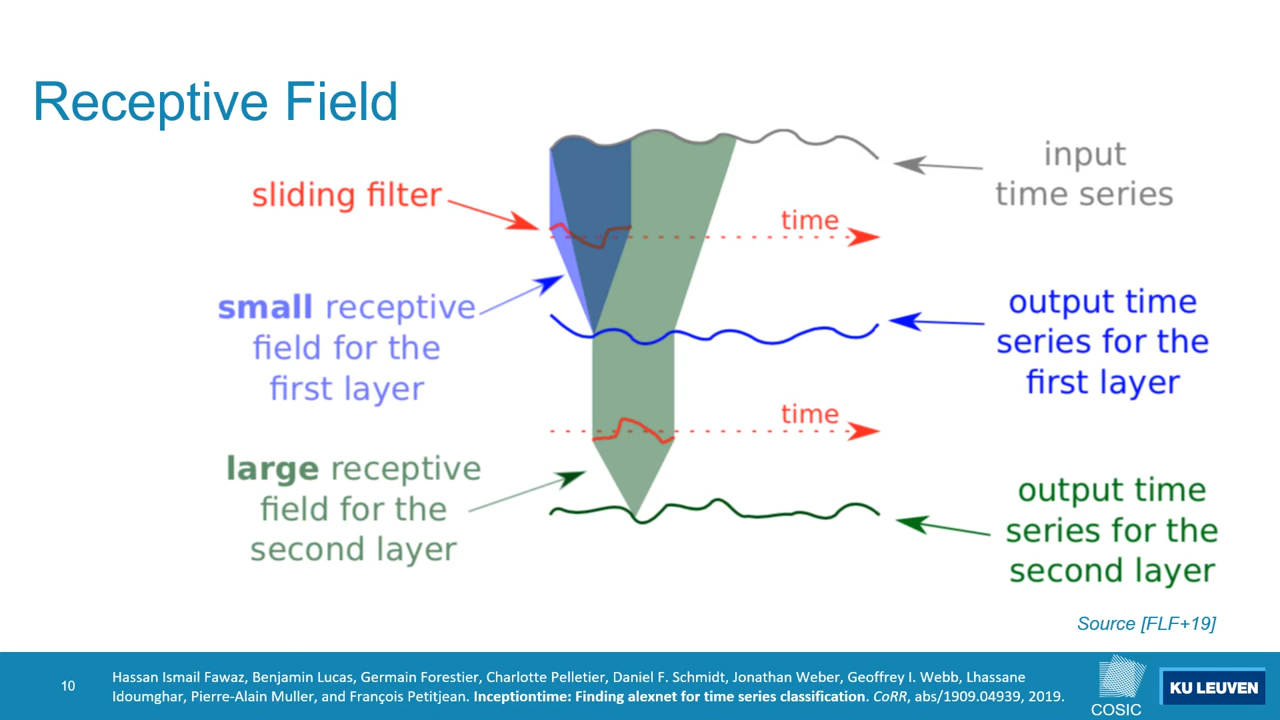 Receptive Field
input
time series
sliding filter
time
small receptive
field for the
first layer
output time
series for the
first layer
time
large receptive
field for the
second layer
output time
series for the
second layer
Source [FLF+19]
10
Hassan Ismail Fawaz, Benjamin Lucas, Germain Forestier, Charlotte Pelletier, Daniel F. Schmidt, Jonathan Weber, Geoffrey I. Webb, Lhassane
Idoumghar, Pierre-Alain Muller, and François Petitjean. Inceptiontime: Finding alexnet for time series classification. CoRR, abs/1909.04939, 2019.
COSIC
KU LEUVEN